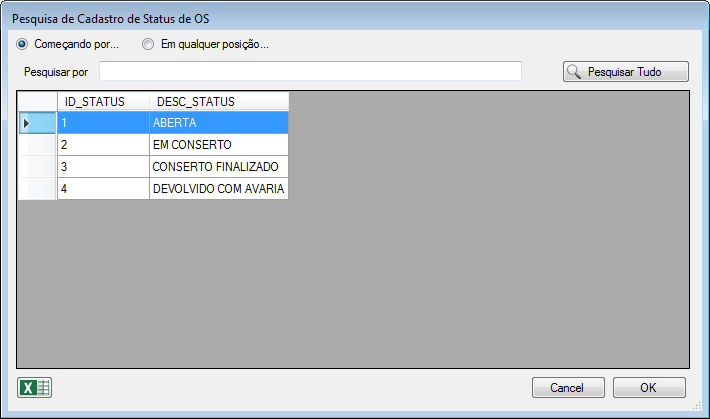 Pesquisa de Cadastro de Status de OS
Começando por... Em qualquer posição...
Pesquisar por Pesquisar Tudo
ID_STATUS DESC_STATUS
1 ABERTA
2 EM CONSERTO
3 CONSERTO FINALIZADO
4 DEVOLVIDO COM AVARIA
X Cancel OK